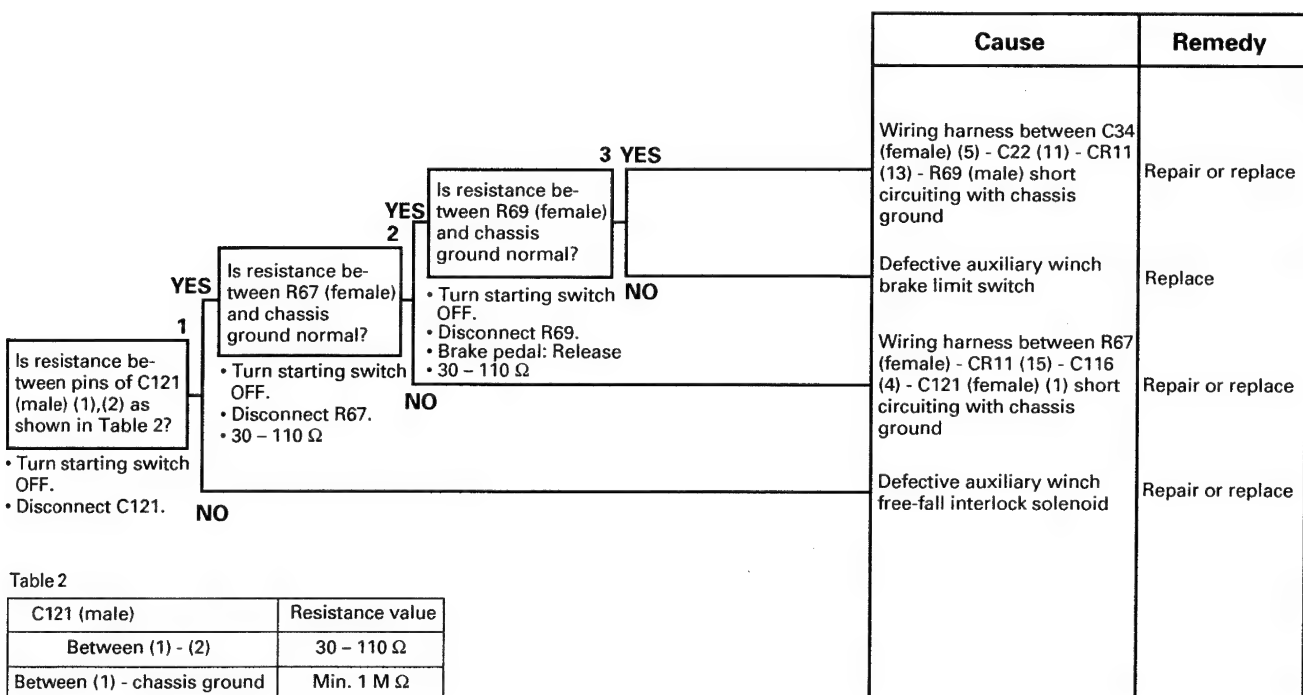 Cause
Remedy
Wiring harness between C34
(female) (5) - C22 (11) - CR11
(13) - R69 (male) short
circuiting with chassis
ground
Repair or replace
3 YES
Is resistance be-
tween R69 (female)
and chassis
ground normal?
YES
2
• Turn starting switch
OFF.
• Disconnect R69.
• Brake pedal: Release
• 30 – 110 Ω
NO
Defective auxiliary winch
brake limit switch
Replace
Is resistance be-
tween R67 (female)
and chassis
ground normal?
YES
1
• Turn starting switch
OFF.
• Disconnect R67.
• 30 – 110 Ω
NO
Wiring harness between R67
(female) - CR11 (15) - C116
(4) - C121 (female) (1) short
circuiting with chassis
ground
Repair or replace
Is resistance be-
tween pins of C121
(male) (1),(2) as
shown in Table 2?
• Turn starting switch
OFF.
• Disconnect C121.
NO
Defective auxiliary winch
free-fall interlock solenoid
Repair or replace
Table 2
C121 (male)
Resistance value
Between (1) - (2)
30 – 110 Ω
Between (1) - chassis ground
Min. 1 M Ω